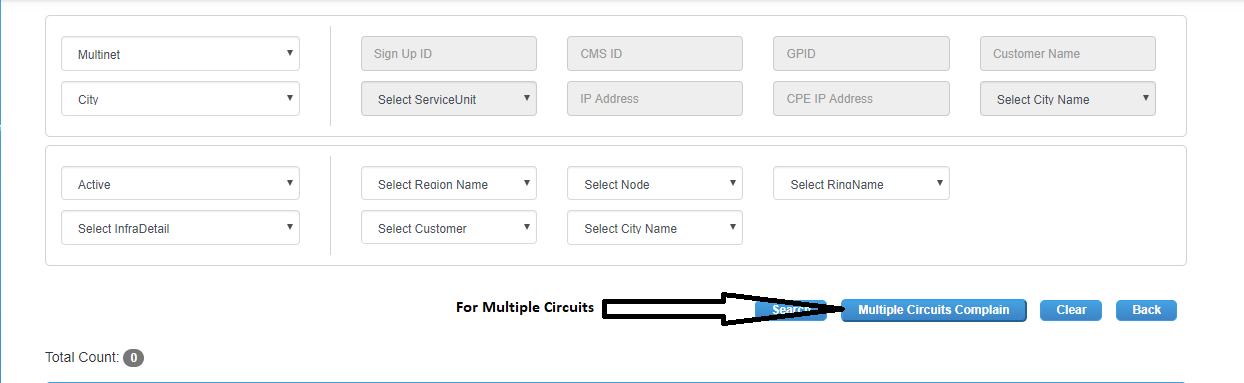 Multinet Sign Up ID CMS ID GPID Customer Name
City Select ServiceUnit IP Address CPE IP Address Select City Name
Active Select Region Name Select Node Select RingName
Select InfraDetail Select Customer Select City Name
For Multiple Circuits Search Multiple Circuits Complain Clear Back
Total Count: 0